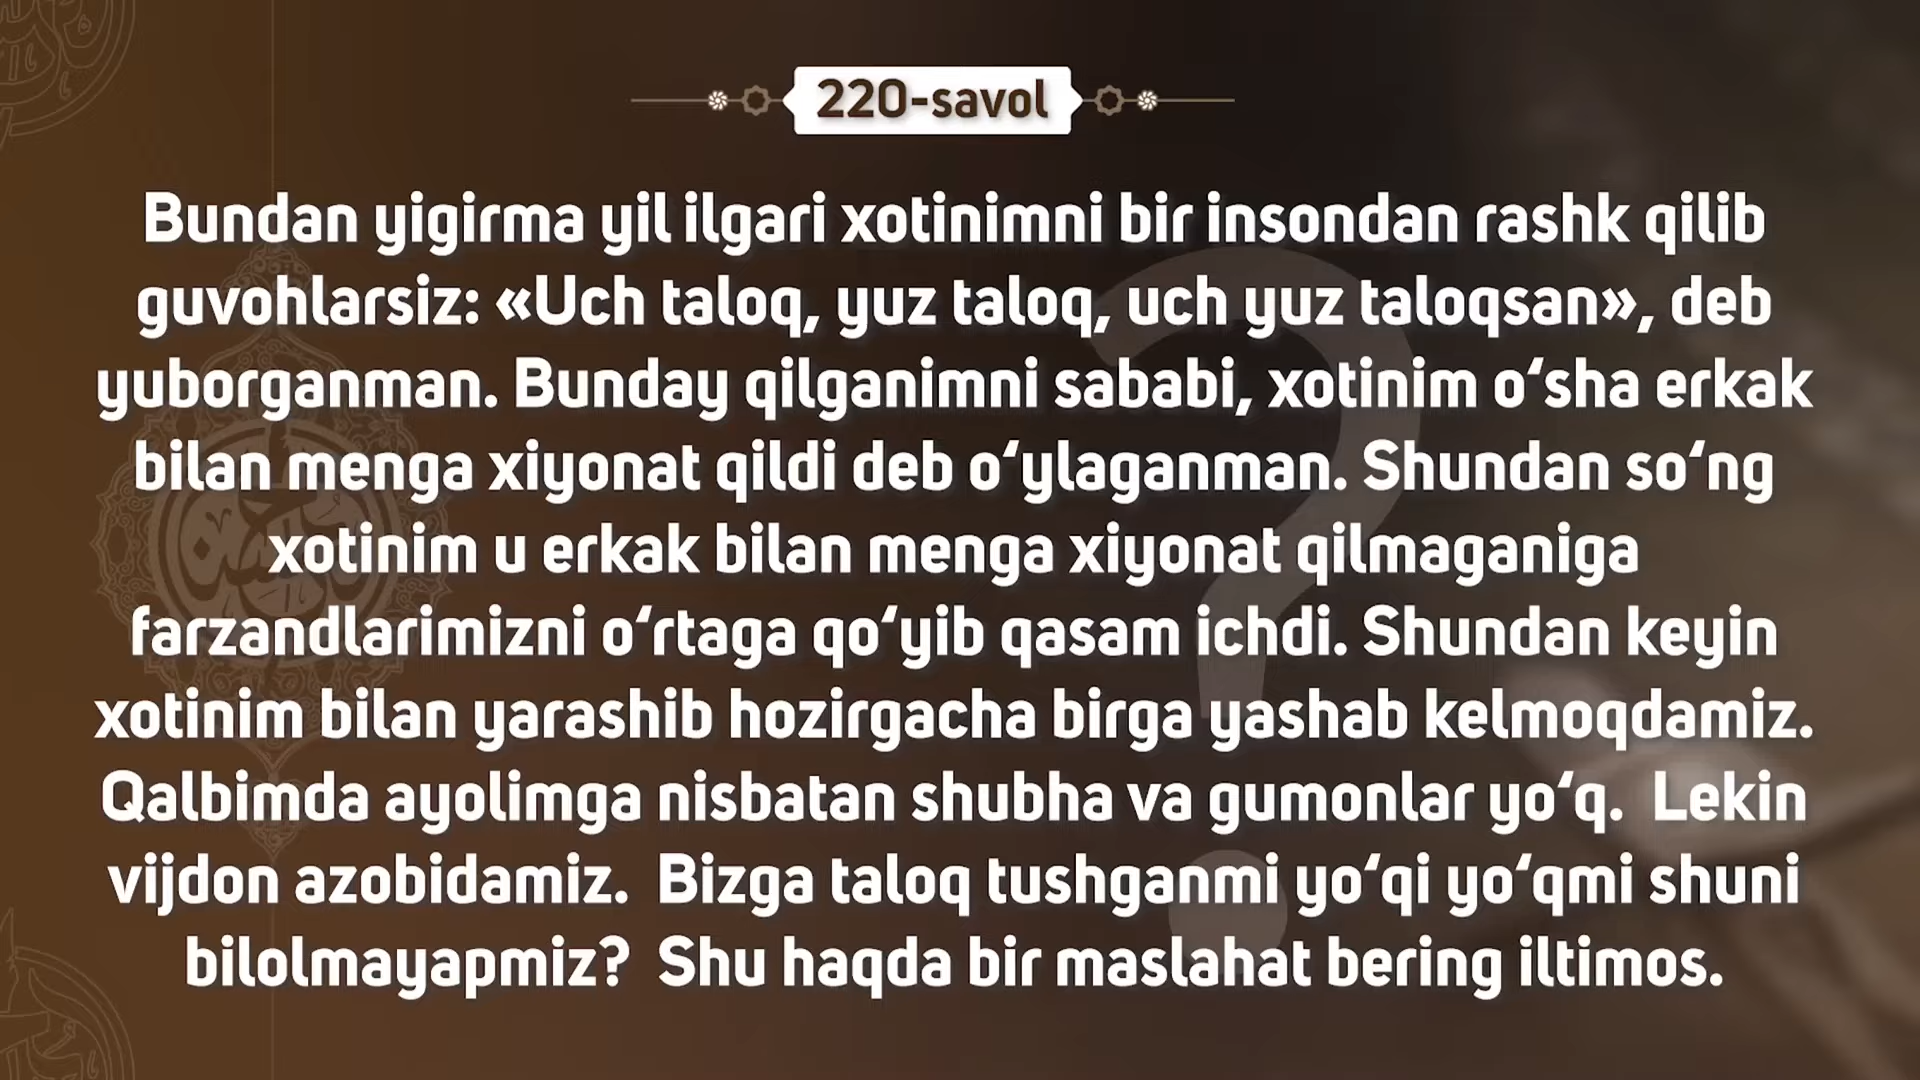 220-savol
Bundan yigirma yil ilgari xotinimni bir insondan rashk qilib
guvohlarsiz: «Uch taloq, yuz taloq, uch yuz taloqsan», deb
yuborganman. Bunday qilganimni sababi, xotinim oʻsha erkak
bilan menga xiyonat qildi deb oʻylaganman. Shundan soʻng
xotinim u erkak bilan menga xiyonat qilmaganiga
farzandlarimizni oʻrtaga qoʻyib qasam ichdi. Shundan keyin
xotinim bilan yarashib hozirgacha birga yashab kelmoqdamiz.
Qalbimda ayolimga nisbatan shubha va gumonlar yoʻq. Lekin
vijdon azobidamiz. Bizga taloq tushganmi yoʻqi yoʻqmi shuni
bilolmayapmiz? Shu haqda bir maslahat bering iltimos.